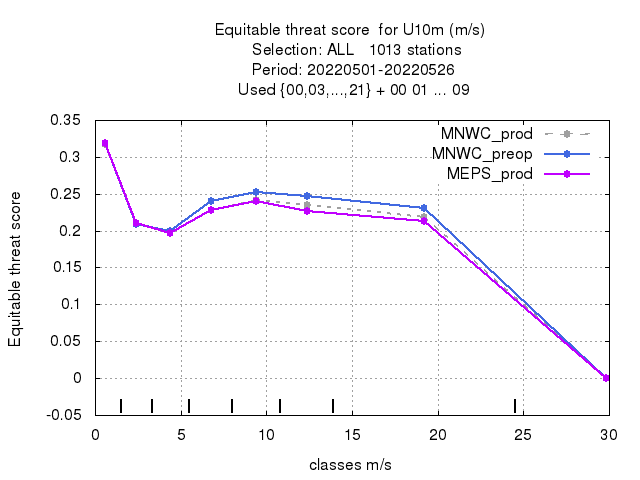 Equitable threat score  for U10m (m/s)
Selection: ALL   1013 stations
Period: 20220501-20220526
Used {00,03,...,21} + 00 01 ... 09
MNWC_prod
MNWC_preop
MEPS_prod
Equitable threat score
0.35
0.3
0.25
0.2
0.15
0.1
0.05
0
-0.05
0 5 10 15 20 25 30
classes m/s